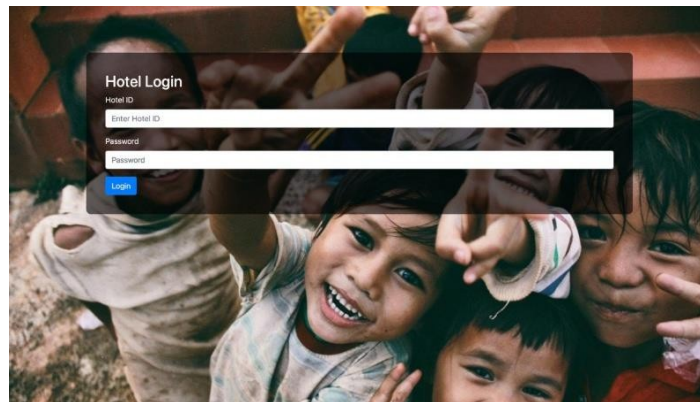 Hotel Login
Hotel ID
Enter Hotel ID
Password
Password
Login